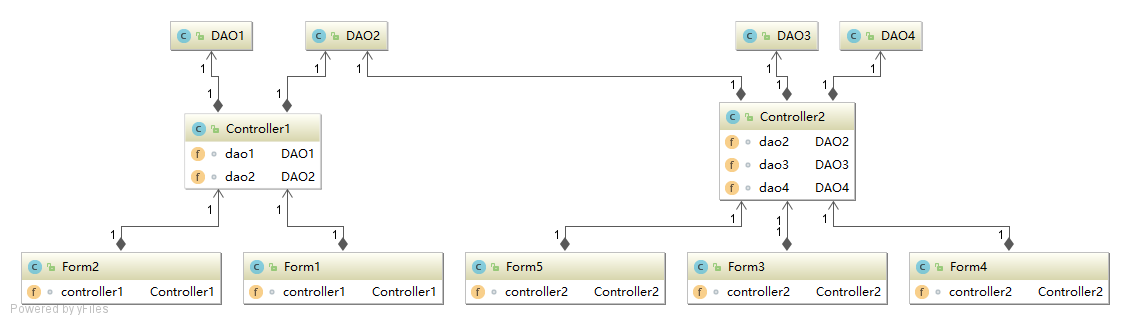 DAO1
DAO2
DAO3
DAO4
1
1
1
1
1
1
1
1
1
1
Controller1
dao1 DAO1
dao2 DAO2
Controller2
dao2 DAO2
dao3 DAO3
dao4 DAO4
1
1
1
1
1
1
1
1
1
1
Form2
controller1 Controller1
Form1
controller1 Controller1
Form5
controller2 Controller2
Form3
controller2 Controller2
Form4
controller2 Controller2
Powered by yFiles